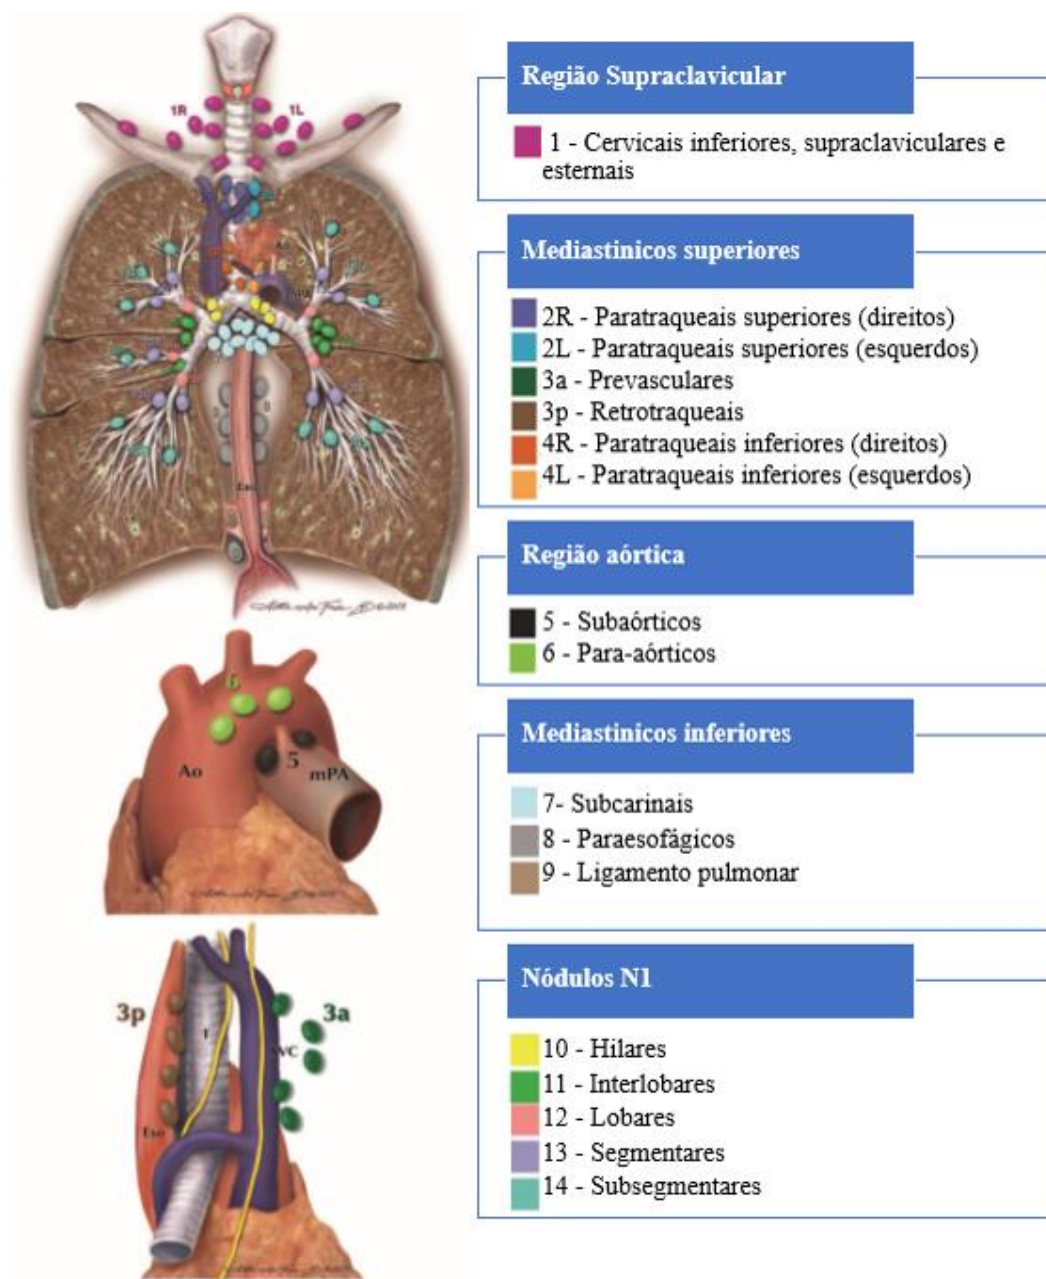 1R
1L
Região Supraclavicular
1 - Cervicais inferiores, supraclaviculares e
esternais
Mediastinicos superiores
2R - Paratraqueais superiores (direitos)
2L - Paratraqueais superiores (esquerdos)
3a - Prevasculares
3p - Retrotraqueais
4R - Paratraqueais inferiores (direitos)
4L - Paratraqueais inferiores (esquerdos)
Eso
Região aórtica
5 - Subaórticos
6 - Para-aórticos
6
Ao
5
mPA
Mediastinicos inferiores
7- Subcarinais
8 - Paraesofágicos
9 - Ligamento pulmonar
3p
T
3a
Eso
Nódulos N1
10 - Hilares
11 - Interlobares
12 - Lobares
13 - Segmentares
14 - Subsegmentares